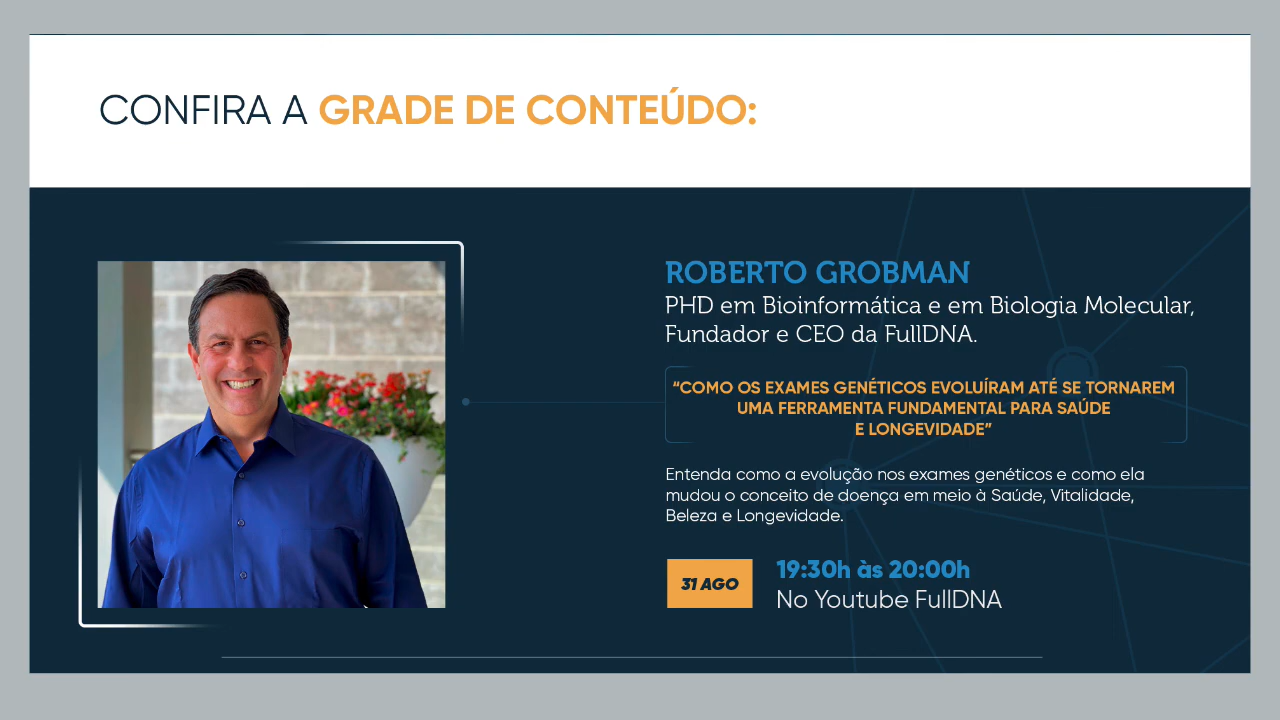 CONFIRA A GRADE DE CONTEÚDO:
ROBERTO GROBMAN
PHD em Bioinformática e em Biologia Molecular,
Fundador e CEO da FullDNA.
“COMO OS EXAMES GENÉTICOS EVOLUÍRAM ATÉ SE TORNAREM
UMA FERRAMENTA FUNDAMENTAL PARA SAÚDE
E LONGEVIDADE”
Entenda como a evolução nos exames genéticos e como ela
mudou o conceito de doença em meio à Saúde, Vitalidade,
Beleza e Longevidade.
31 AGO
19:30h às 20:00h
No Youtube FullDNA